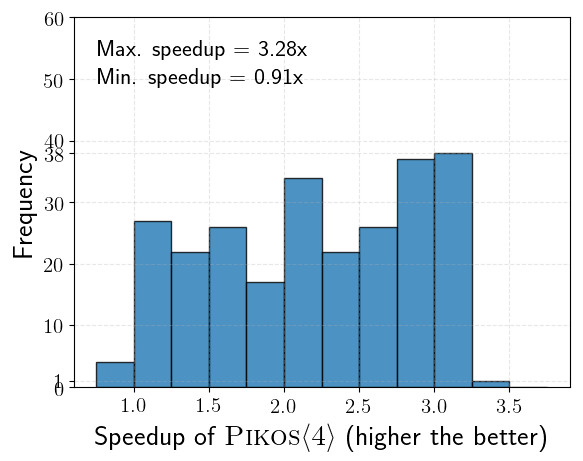 60
Max. speedup = 3.28x
Min. speedup = 0.91x
50
40
38
30
20
10
1
0
Frequency
1.0 1.5 2.0 2.5 3.0 3.5
Speedup of PIKOS⟨4⟩ (higher the better)